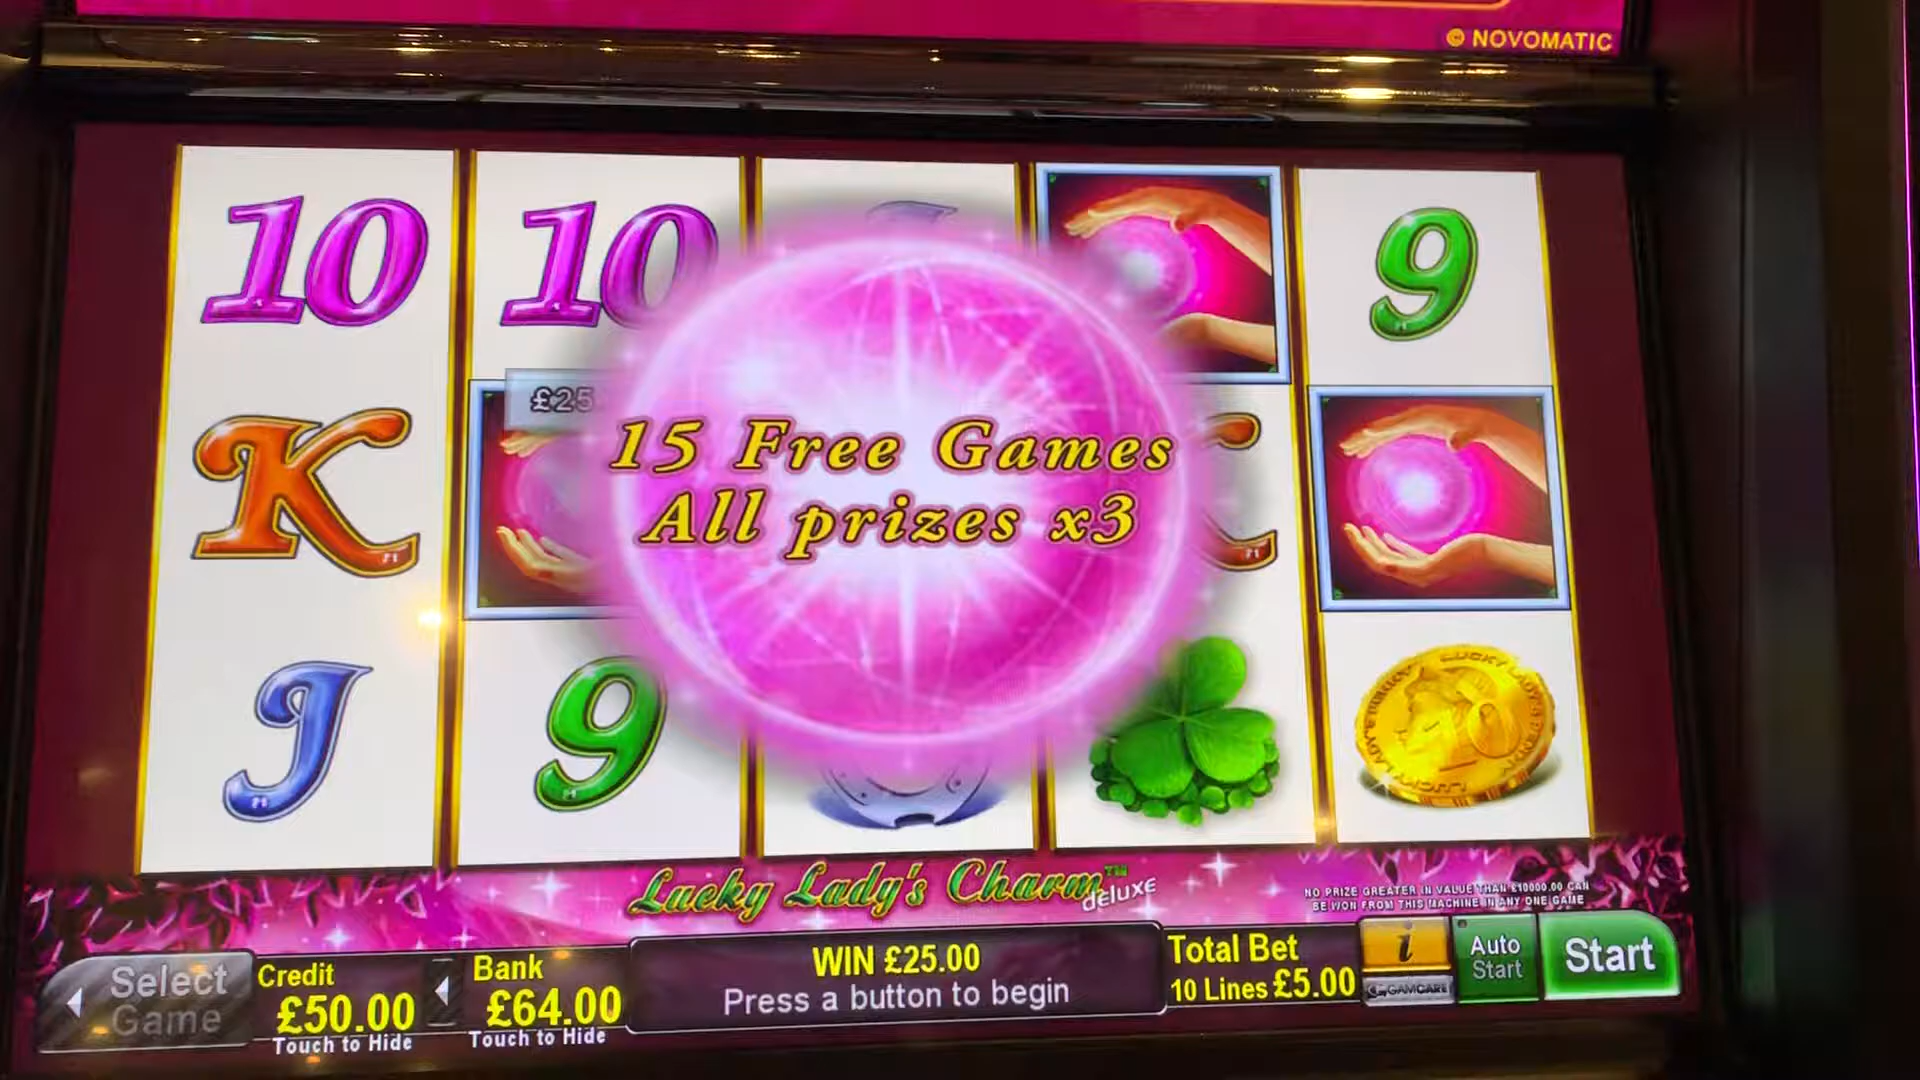 © NOVOMATIC
10
10
9
£25
15 Free Games
All prizes x3
K
J
9
Lucky Lady's Charm™
deluxe
NO PRIZE GREATER IN VALUE THAN £10000.00 CAN
BE WON FROM THIS MACHINE IN ANY ONE GAME
Select
Game
Credit
£50.00
Touch to Hide
Bank
£64.00
Touch to Hide
WIN £25.00
Press a button to begin
Total Bet
10 Lines £5.00
i
GAMCARE
Auto
Start
Start